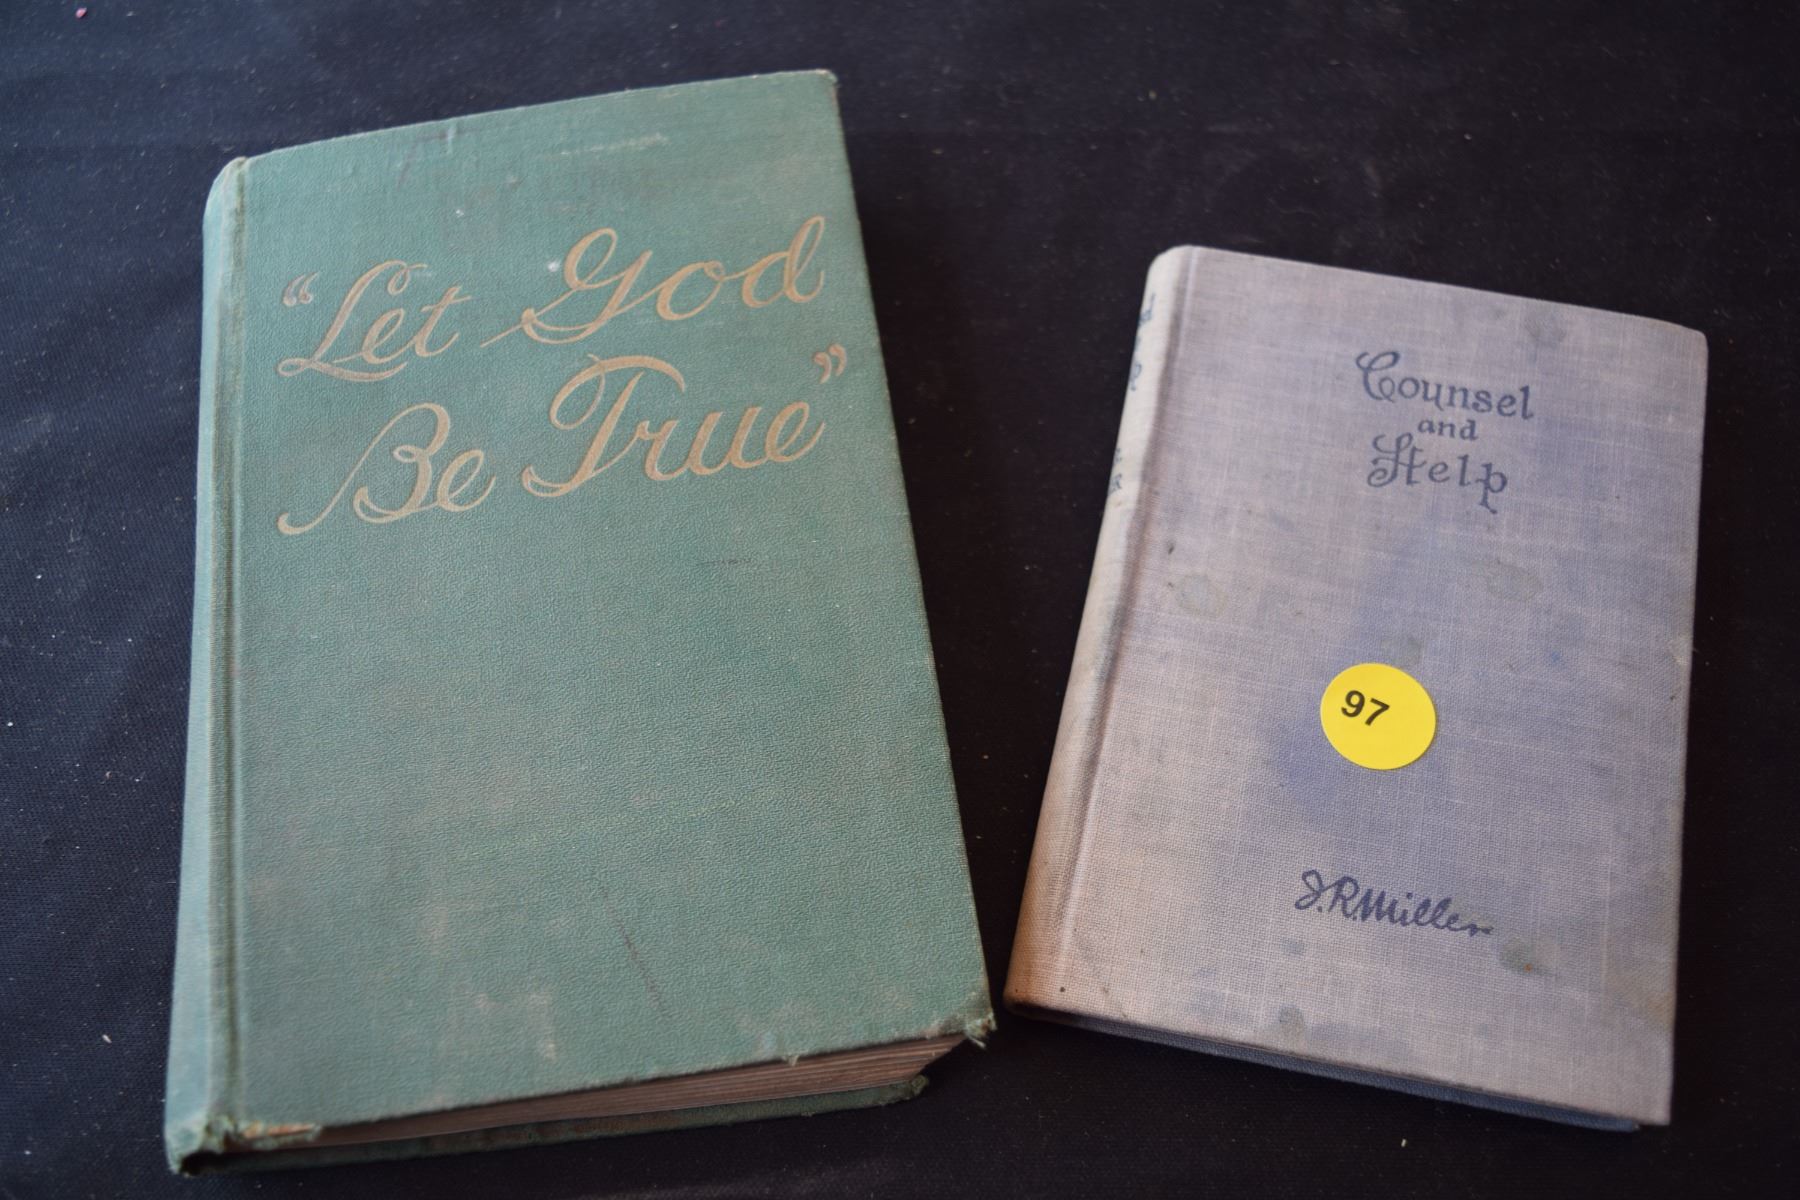 “Let God
Be True”
Counsel
and
Help
97
J.R. Miller